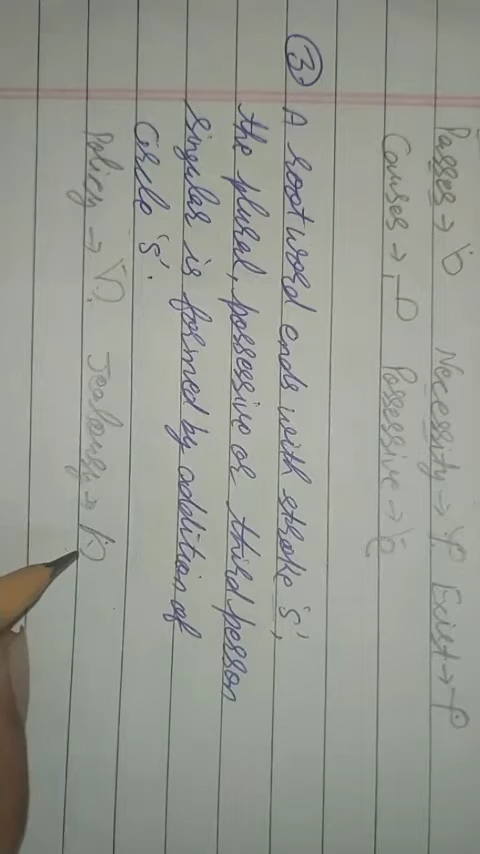 Passes → Necessity → Exist →
Causes → Possessive →
③ A root word ends with stroke 's',
the plural, possessive or third person
singular is formed by addition of
Circle 's'.
Policy → Jealousy →